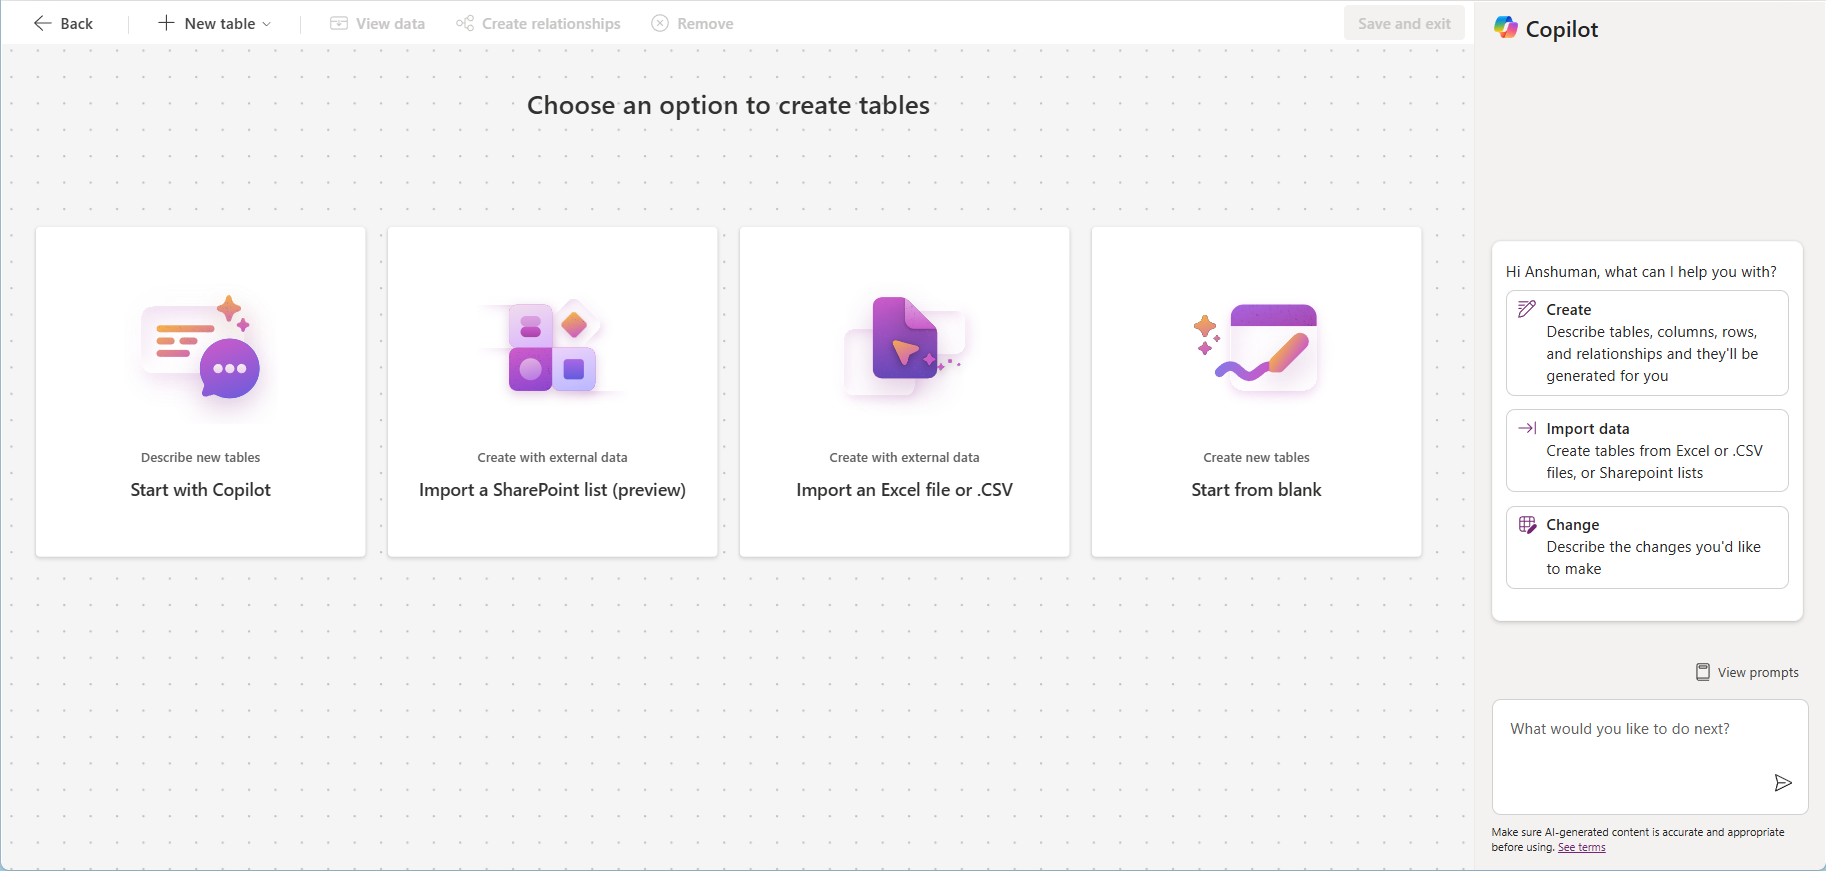 Back
New table
View data
Create relationships
Remove
Save and exit
Copilot
Choose an option to create tables
Describe new tables
Start with Copilot
Create with external data
Import a SharePoint list (preview)
Create with external data
Import an Excel file or .CSV
Create new tables
Start from blank
Hi Anshuman, what can I help you with?
Create
Describe tables, columns, rows,
and relationships and they'll be
generated for you
Import data
Create tables from Excel or .CSV
files, or Sharepoint lists
Change
Describe the changes you'd like
to make
View prompts
What would you like to do next?
Make sure AI-generated content is accurate and appropriate
before using. See terms